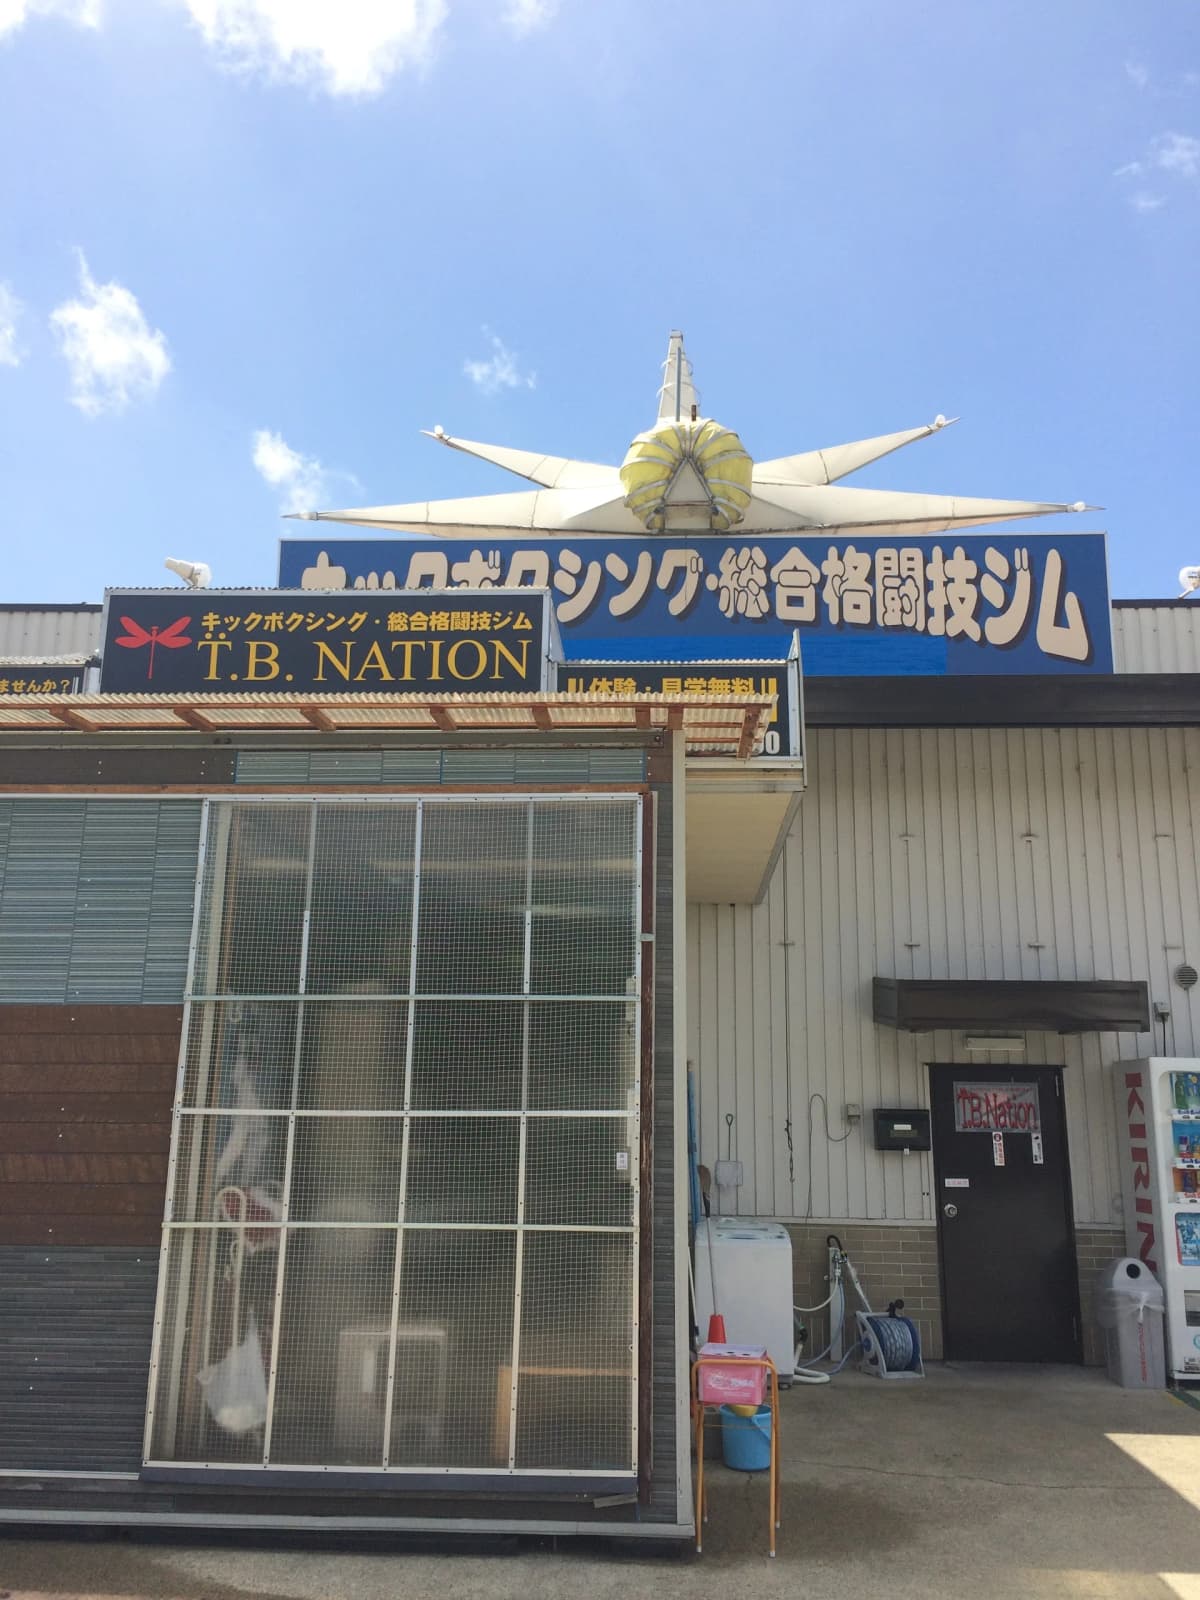 キックボクシング・総合格闘技ジム
キックボクシング・総合格闘技ジム
T.B. NATION
ませんか?
体験・見学無料
T.B.Nation
KIRIN